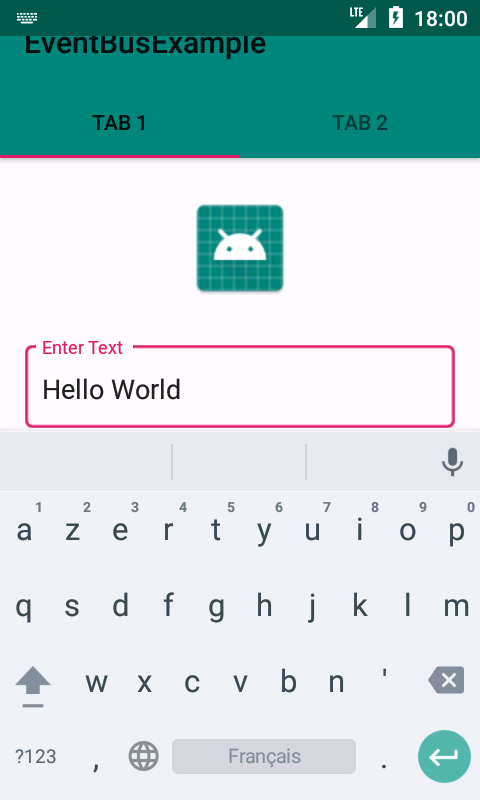 LTE 18:00
EventBusExample
TAB 1 TAB 2
Enter Text
Hello World
1 2 3 4 5 6 7 8 9 0
a z e r t y u i o p
q s d f g h j k l m
w x c v b n '
?123 , Français .